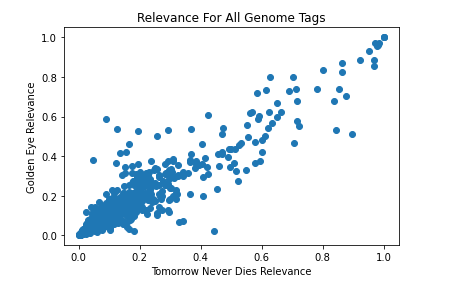 Relevance For All Genome Tags
1.0
0.8
0.6
0.4
0.2
0.0
Golden Eye Relevance
0.0 0.2 0.4 0.6 0.8 1.0
Tomorrow Never Dies Relevance